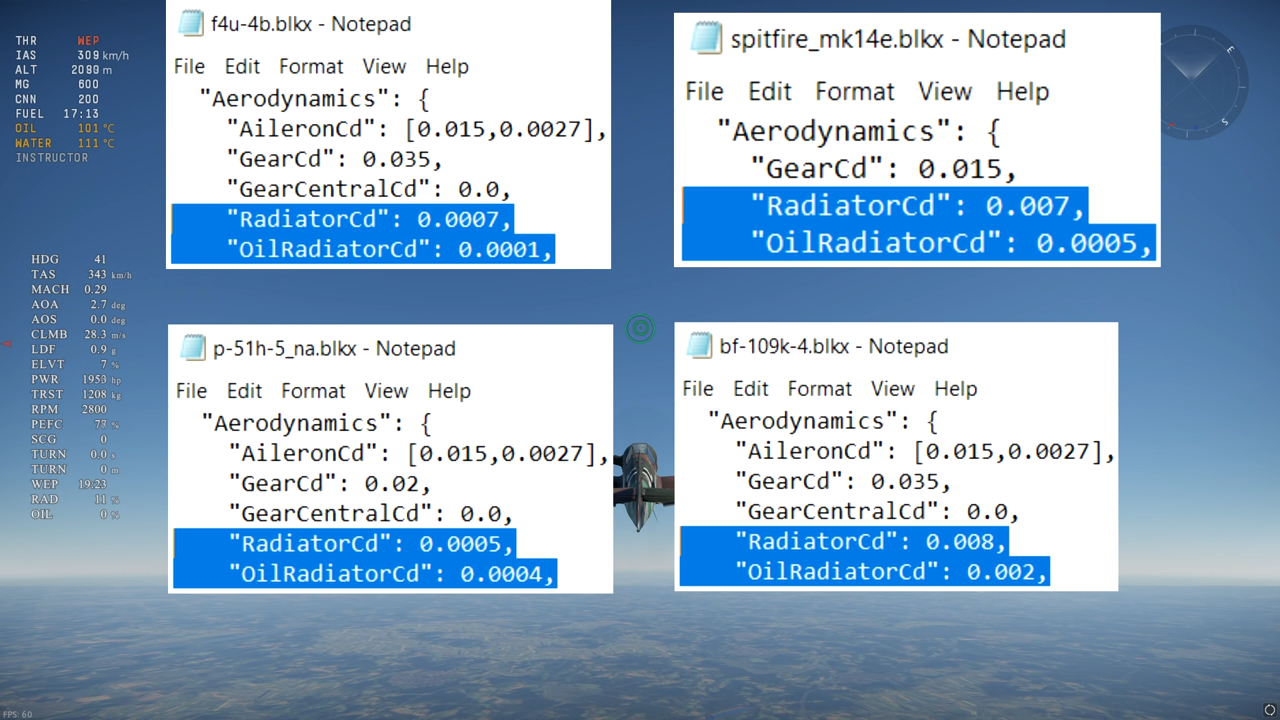 THR WEP
IAS 309 km/h
ALT 2090 m
MG 600
CNN 200
FUEL 17:13
OIL 101 °C
WATER 111 °C
INSTRUCTOR
HDG 41
TAS 343 km/h
MACH 0.29
AOA 2.7 deg
AOS 0.0 deg
CLMB 28.3 m/s
LDF 0.9 g
ELVT 7 %
PWR 1950 hp
TRST 1208 kg
RPM 2800
PEFC 77 %
SCG 0
TURN 0.0 s
TURN 0 m
WEP 19:23
RAD 11 %
OIL 0 %
f4u-4b.blkx - Notepad
File Edit Format View Help
"Aerodynamics": {
"AileronCd": [0.015,0.0027],
"GearCd": 0.035,
"GearCentralCd": 0.0,
"RadiatorCd": 0.0007,
"OilRadiatorCd": 0.0001,
spitfire_mk14e.blkx - Notepad
File Edit Format View Help
"Aerodynamics": {
"GearCd": 0.015,
"RadiatorCd": 0.007,
"OilRadiatorCd": 0.0005,
p-51h-5_na.blkx - Notepad
File Edit Format View Help
"Aerodynamics": {
"AileronCd": [0.015,0.0027],
"GearCd": 0.02,
"GearCentralCd": 0.0,
"RadiatorCd": 0.0005,
"OilRadiatorCd": 0.0004,
bf-109k-4.blkx - Notepad
File Edit Format View Help
"Aerodynamics": {
"AileronCd": [0.015,0.0027],
"GearCd": 0.035,
"GearCentralCd": 0.0,
"RadiatorCd": 0.008,
"OilRadiatorCd": 0.002,
E
S
FPS: 60